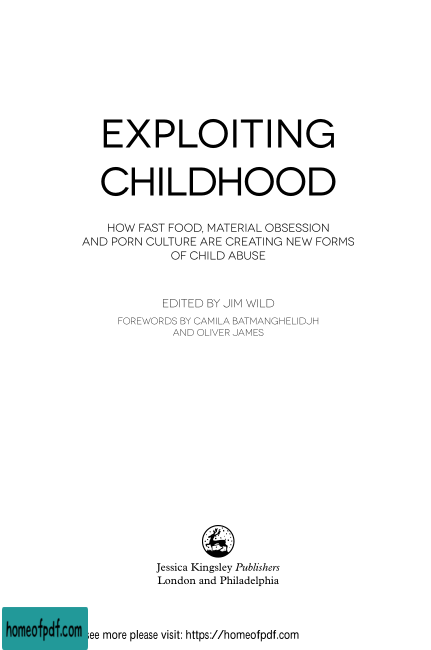 EXPLOITING
CHILDHOOD
HOW FAST FOOD, MATERIAL OBSESSION
AND PORN CULTURE ARE CREATING NEW FORMS
OF CHILD ABUSE
EDITED BY JIM WILD
FOREWORDS BY CAMILA BATMANGHELIDJH
AND OLIVER JAMES
Jessica Kingsley Publishers
London and Philadelphia
homeofpdf.com see more please visit: https://homeofpdf.com